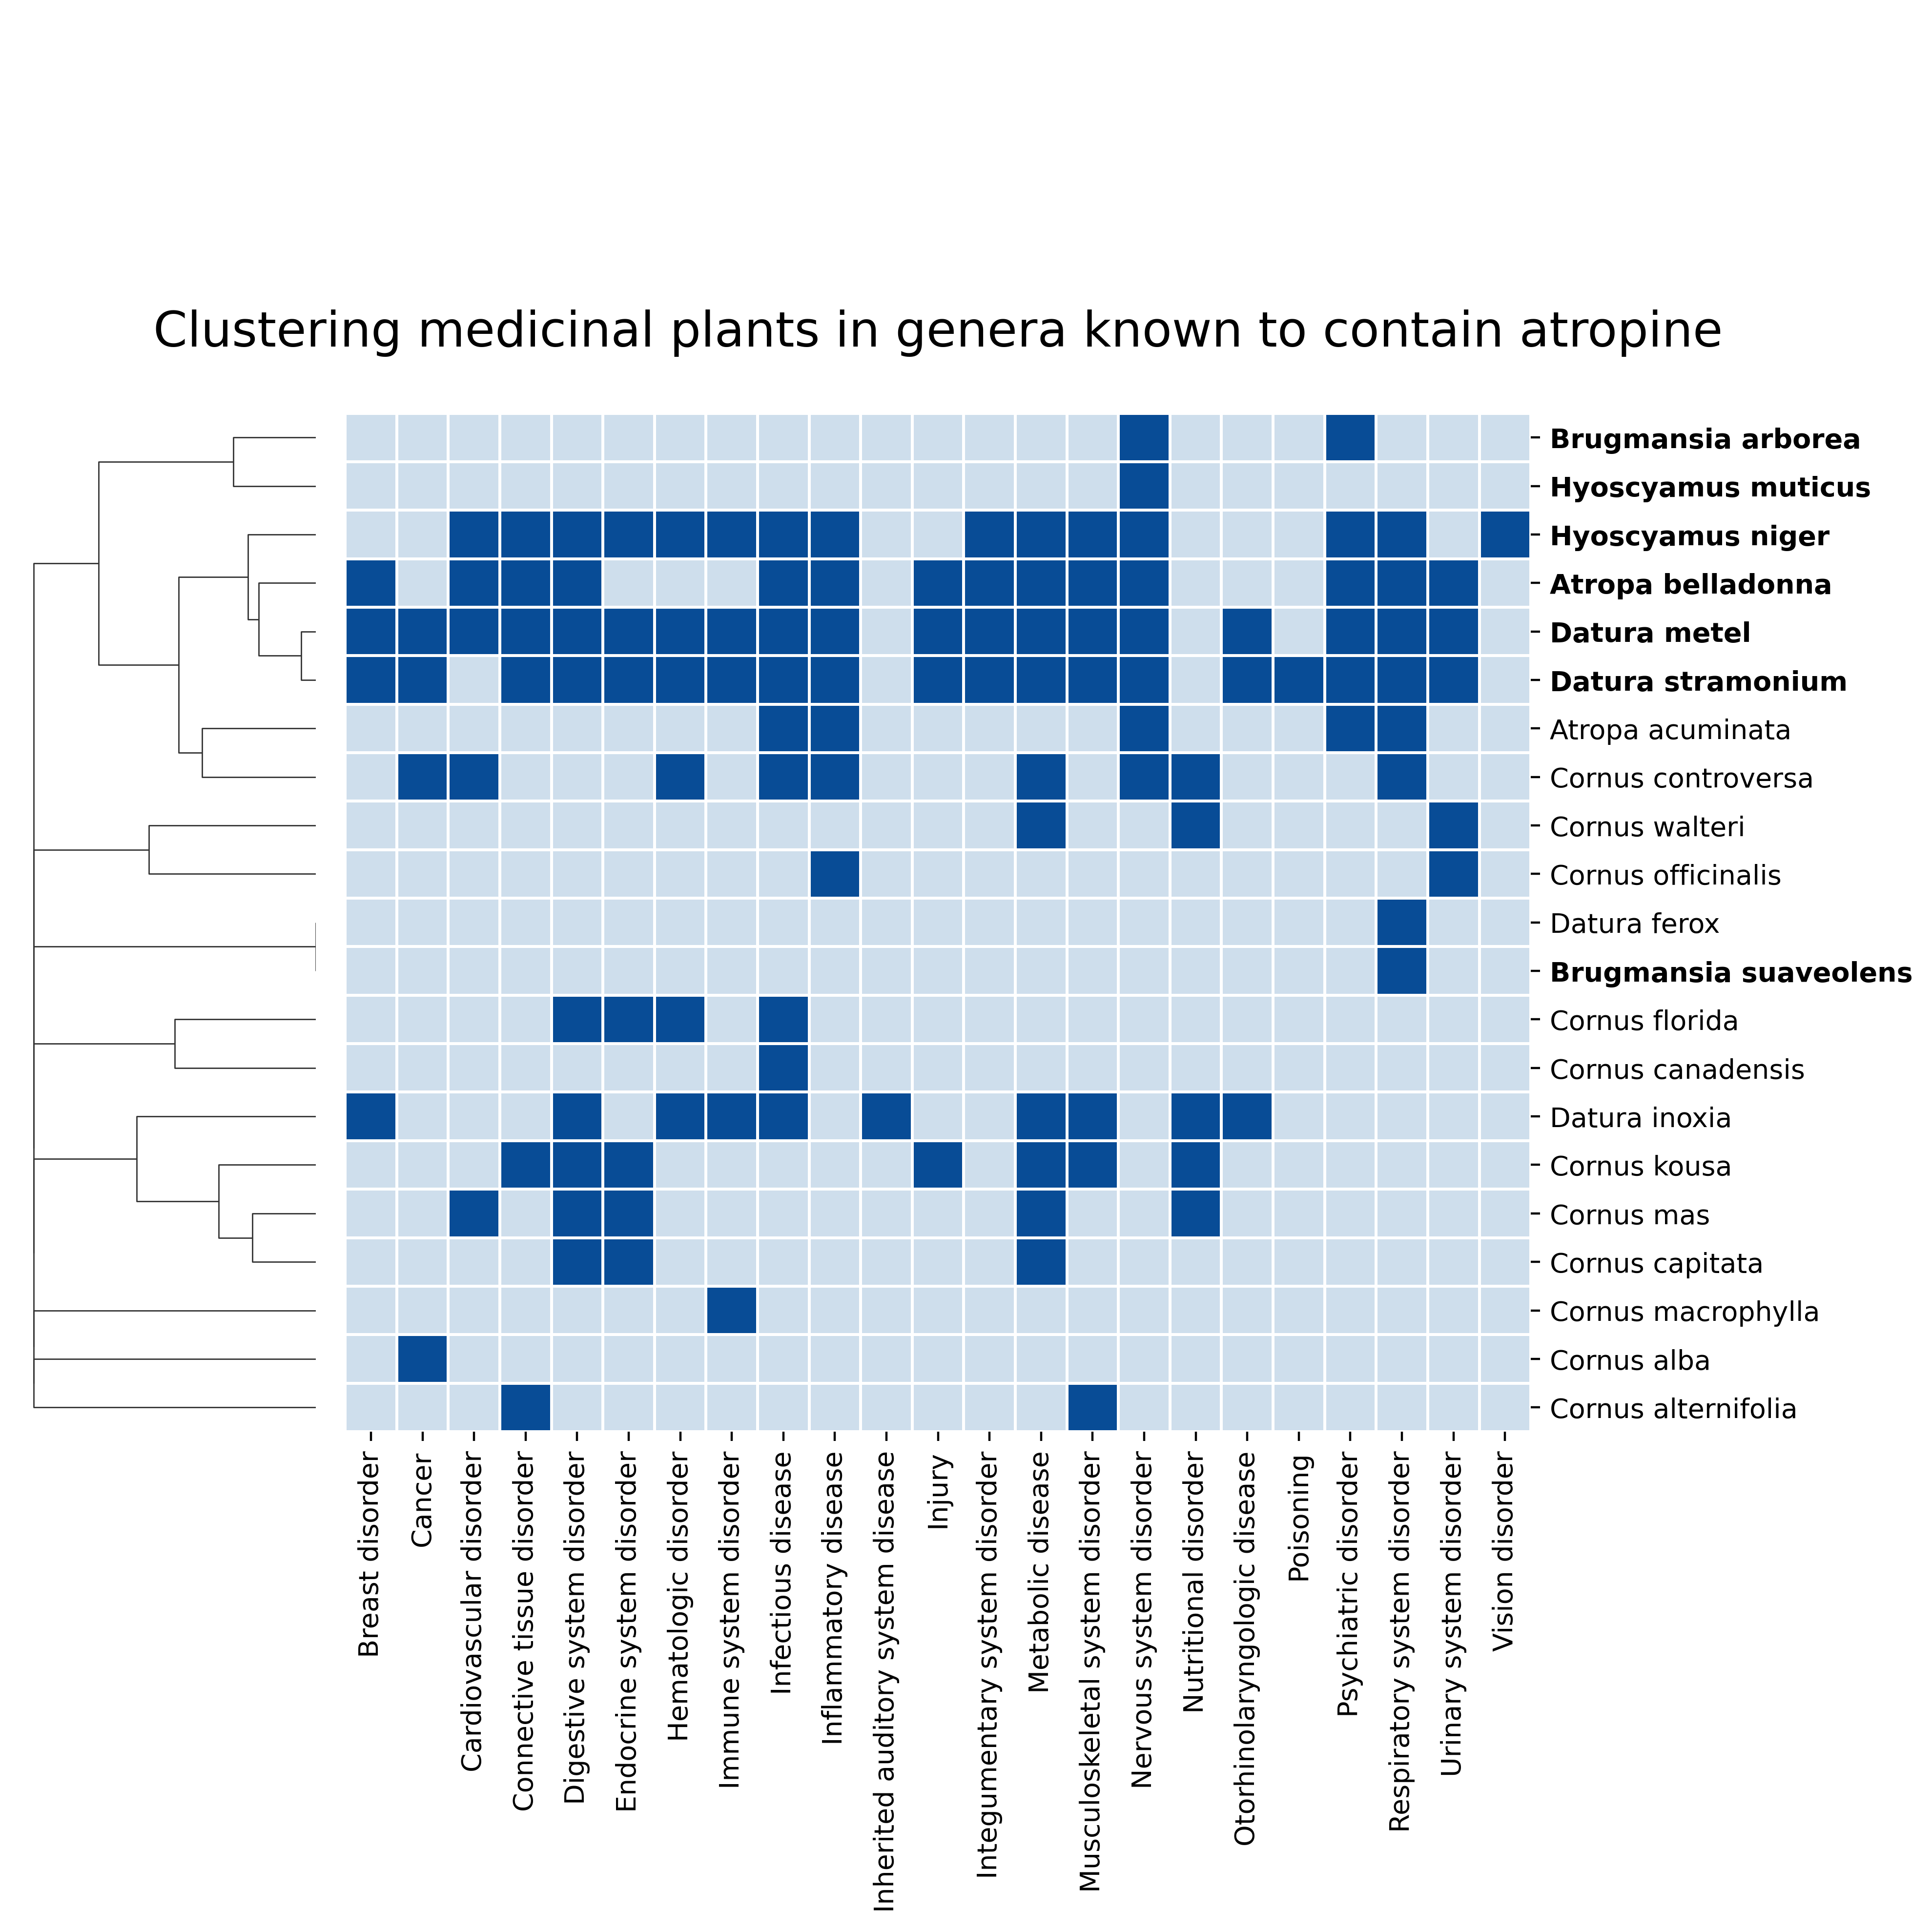 Clustering medicinal plants in genera known to contain atropine
Brugmansia arborea
Hyoscyamus muticus
Hyoscyamus niger
Atropa belladonna
Datura metel
Datura stramonium
Atropa acuminata
Cornus controversa
Cornus walteri
Cornus officinalis
Datura ferox
Brugmansia suaveolens
Cornus florida
Cornus canadensis
Datura inoxia
Cornus kousa
Cornus mas
Cornus capitata
Cornus macrophylla
Cornus alba
Cornus alternifolia
Breast disorder
Cancer
Cardiovascular disorder
Connective tissue disorder
Digestive system disorder
Endocrine system disorder
Hematologic disorder
Immune system disorder
Infectious disease
Inflammatory disease
Inherited auditory system disease
Injury
Integumentary system disorder
Metabolic disease
Musculoskeletal system disorder
Nervous system disorder
Nutritional disorder
Otorhinolaryngologic disease
Poisoning
Psychiatric disorder
Respiratory system disorder
Urinary system disorder
Vision disorder